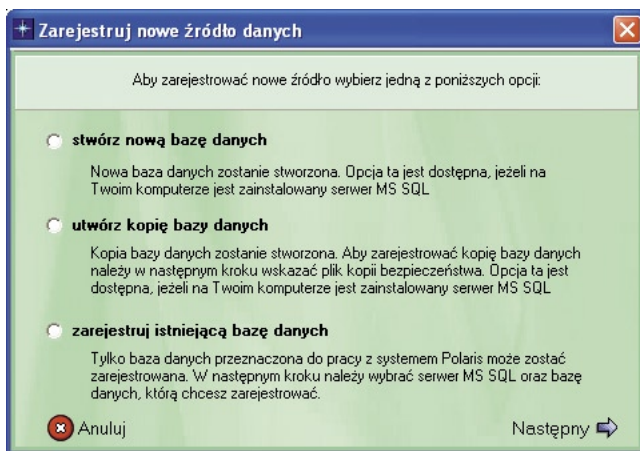 Zarejestruj nowe źródło danych
Aby zarejestrować nowe źródło wybierz jedną z poniższych opcji:
stwórz nową bazę danych
Nowa baza danych zostanie stworzona. Opcja ta jest dostępna, jeżeli na
Twoim komputerze jest zainstalowany serwer MS SQL
utwórz kopię bazy danych
Kopia bazy danych zostanie stworzona. Aby zarejestrować kopię bazy danych
należy w następnym kroku wskazać plik kopii bezpieczeństwa. Opcja ta jest
dostępna, jeżeli na Twoim komputerze jest zainstalowany serwer MS SQL
zarejestruj istniejącą bazę danych
Tylko baza danych przeznaczona do pracy z systemem Polaris może zostać
zarejestrowana. W następnym kroku należy wybrać serwer MS SQL oraz bazę
danych, którą chcesz zarejestrować.
Anuluj
Następny